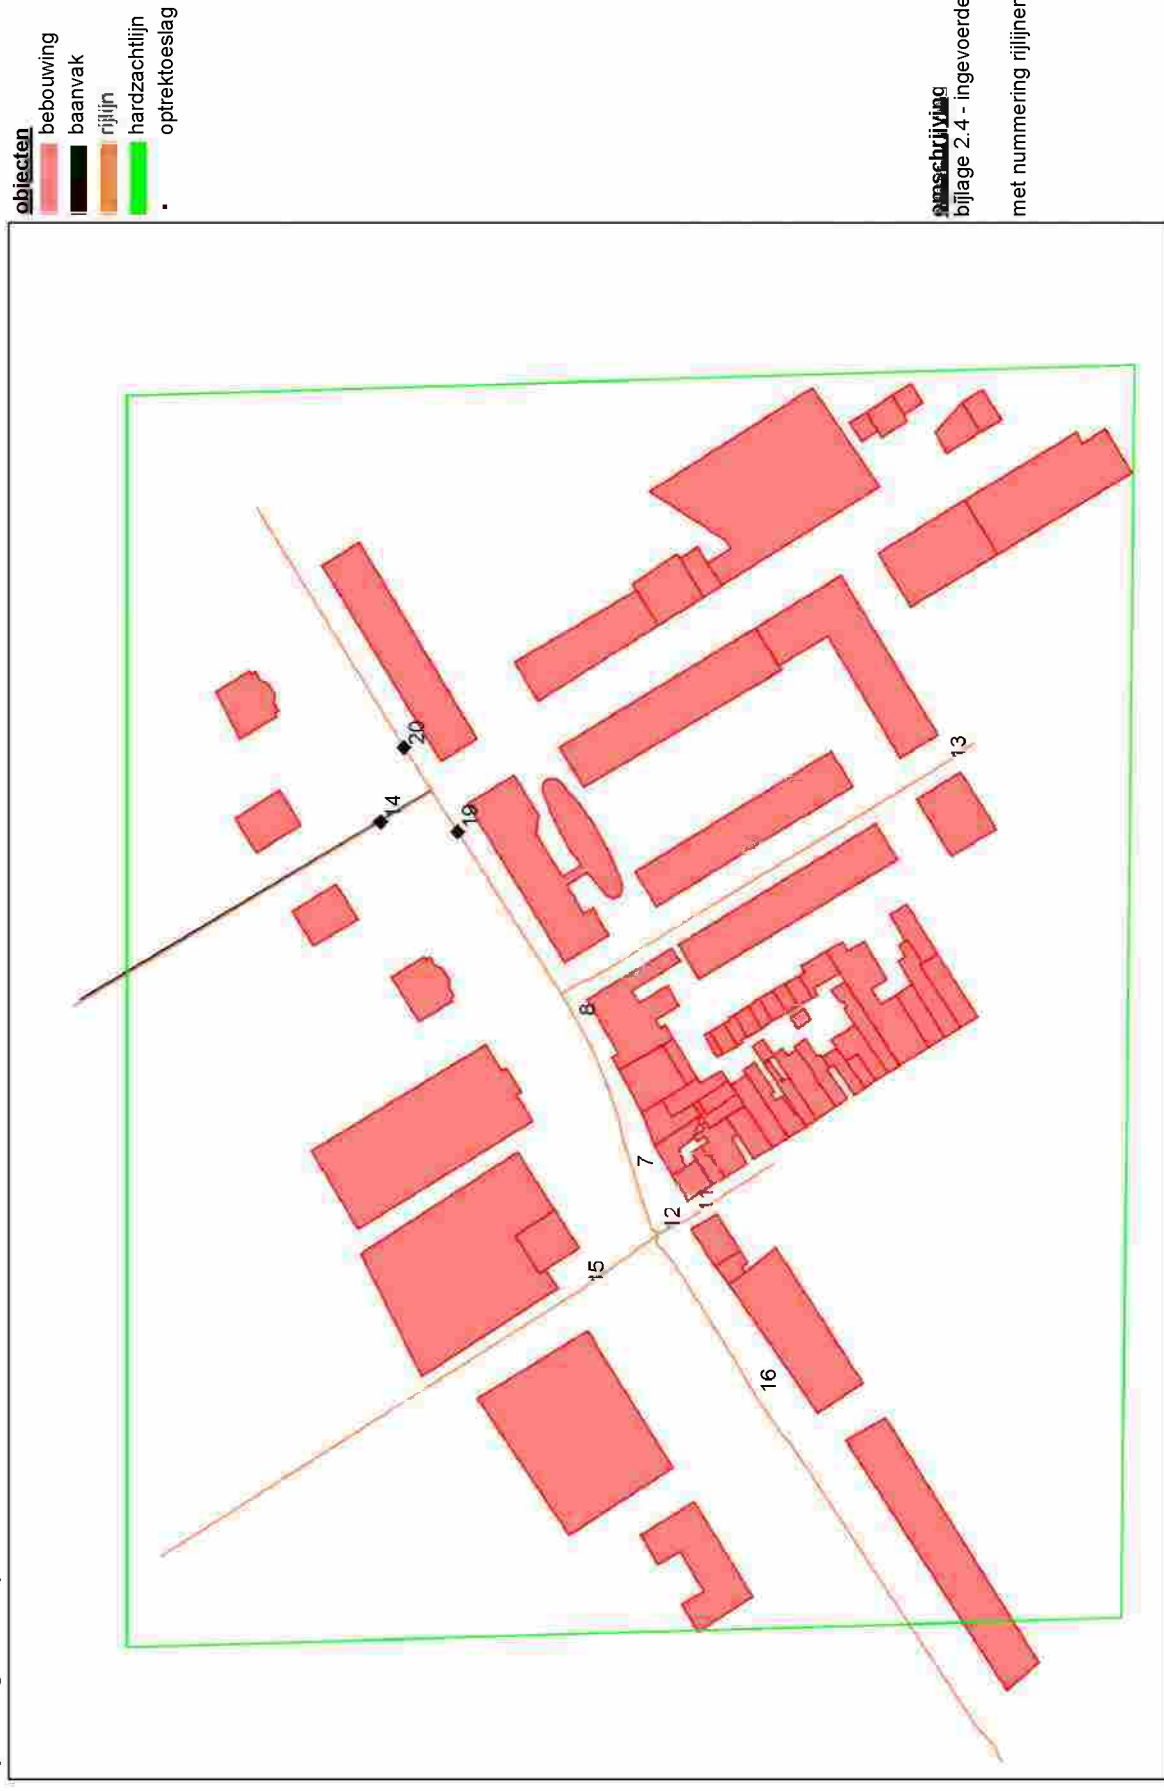 objecten
bebouwing
baanvak
rijlijn
hardzachtlijn
optrektoeslag
omschrijving
bijlage 2.4 - ingevoerde
met nummering rijlijnen
20
14
19
13
8
7
12
11
15
16